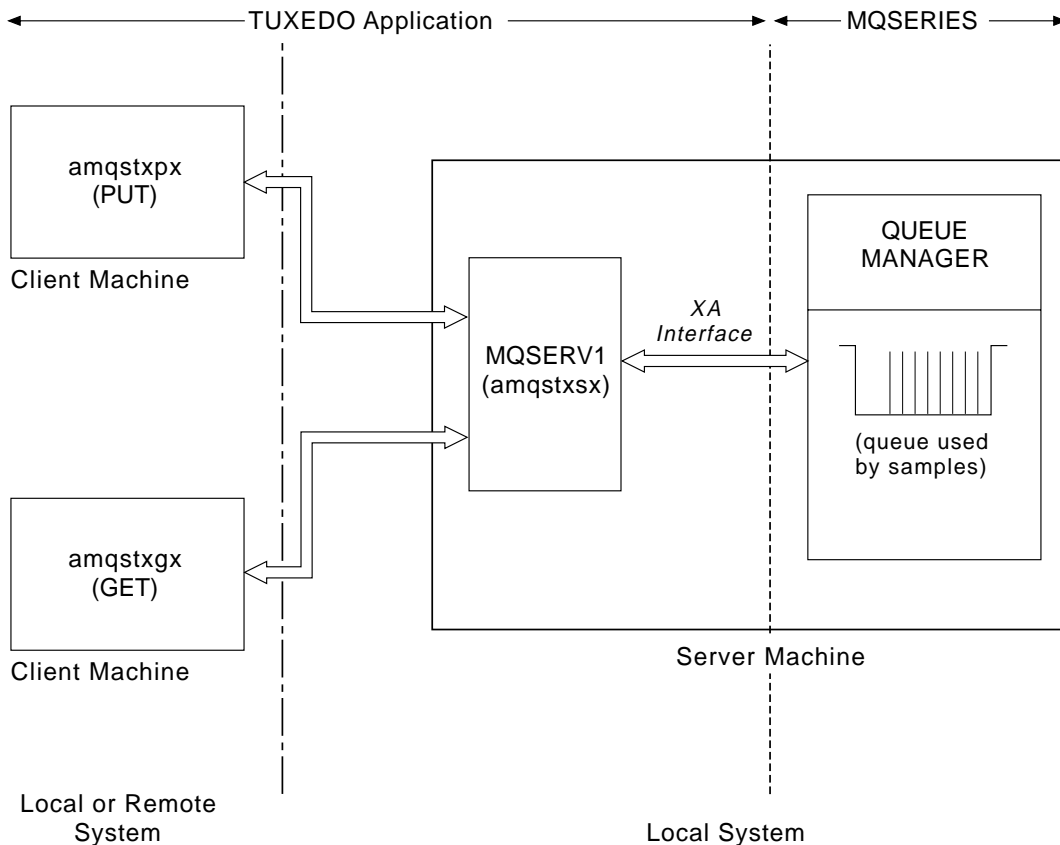 TUXEDO Application
MQSERIES
amqstxpx
(PUT)
Client Machine
QUEUE
MANAGER
XA
Interface
MQSERV1
(amqstxsx)
(queue used
by samples)
amqstxgx
(GET)
Client Machine
Server Machine
Local or Remote
System
Local System